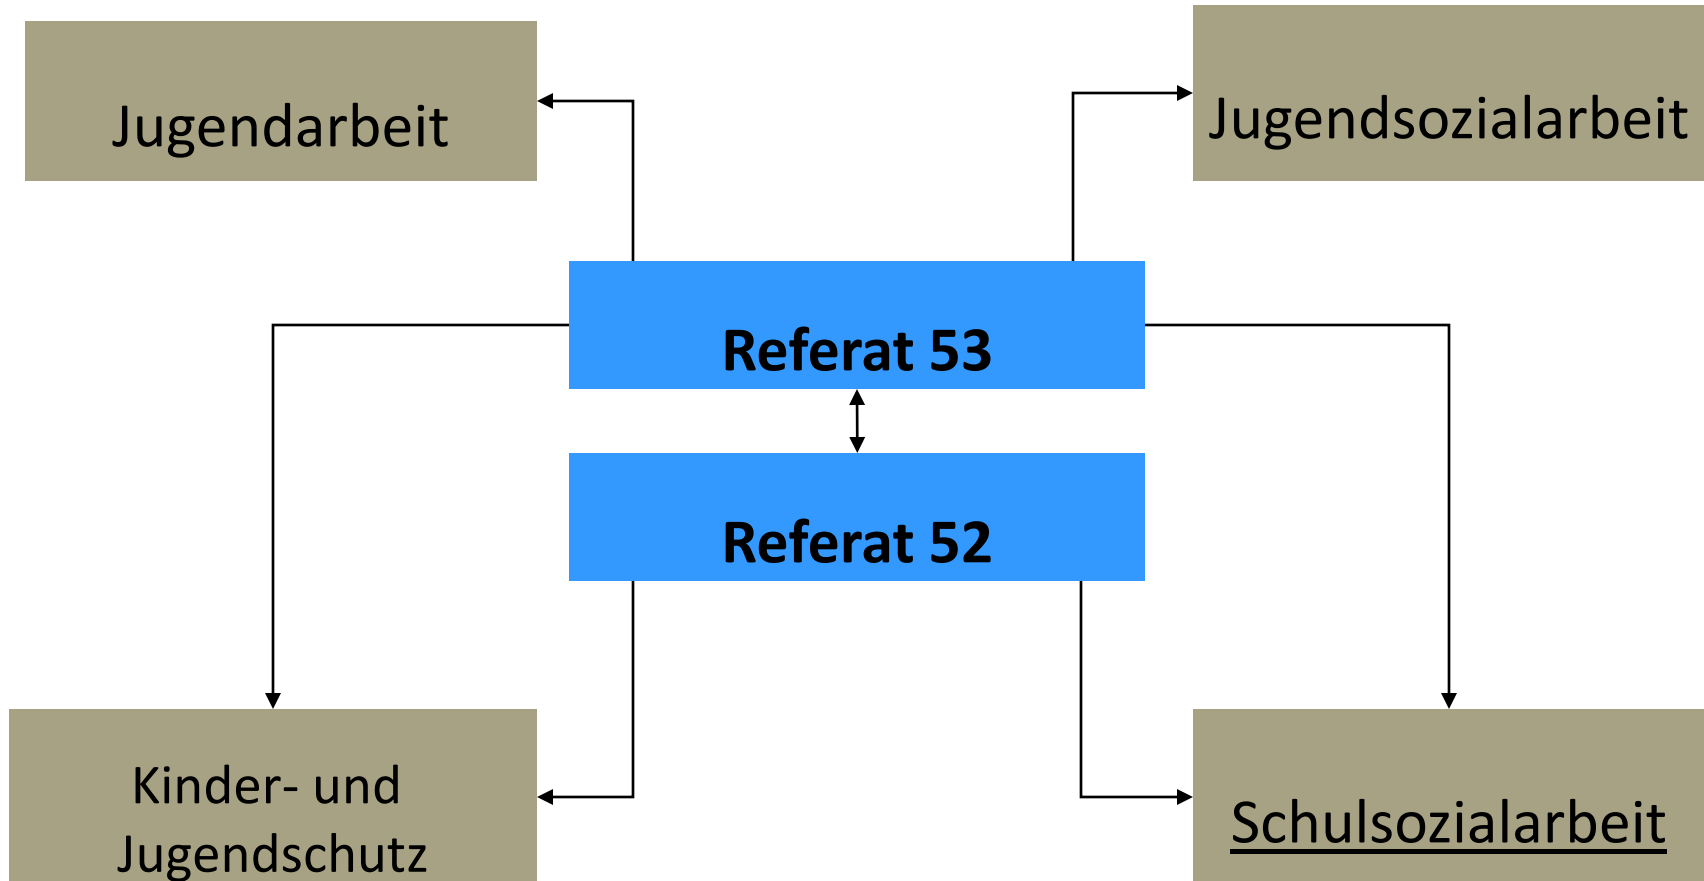 Jugendarbeit
Jugendsozialarbeit
Referat 53
Referat 52
Kinder- und
Jugendschutz
Schulsozialarbeit